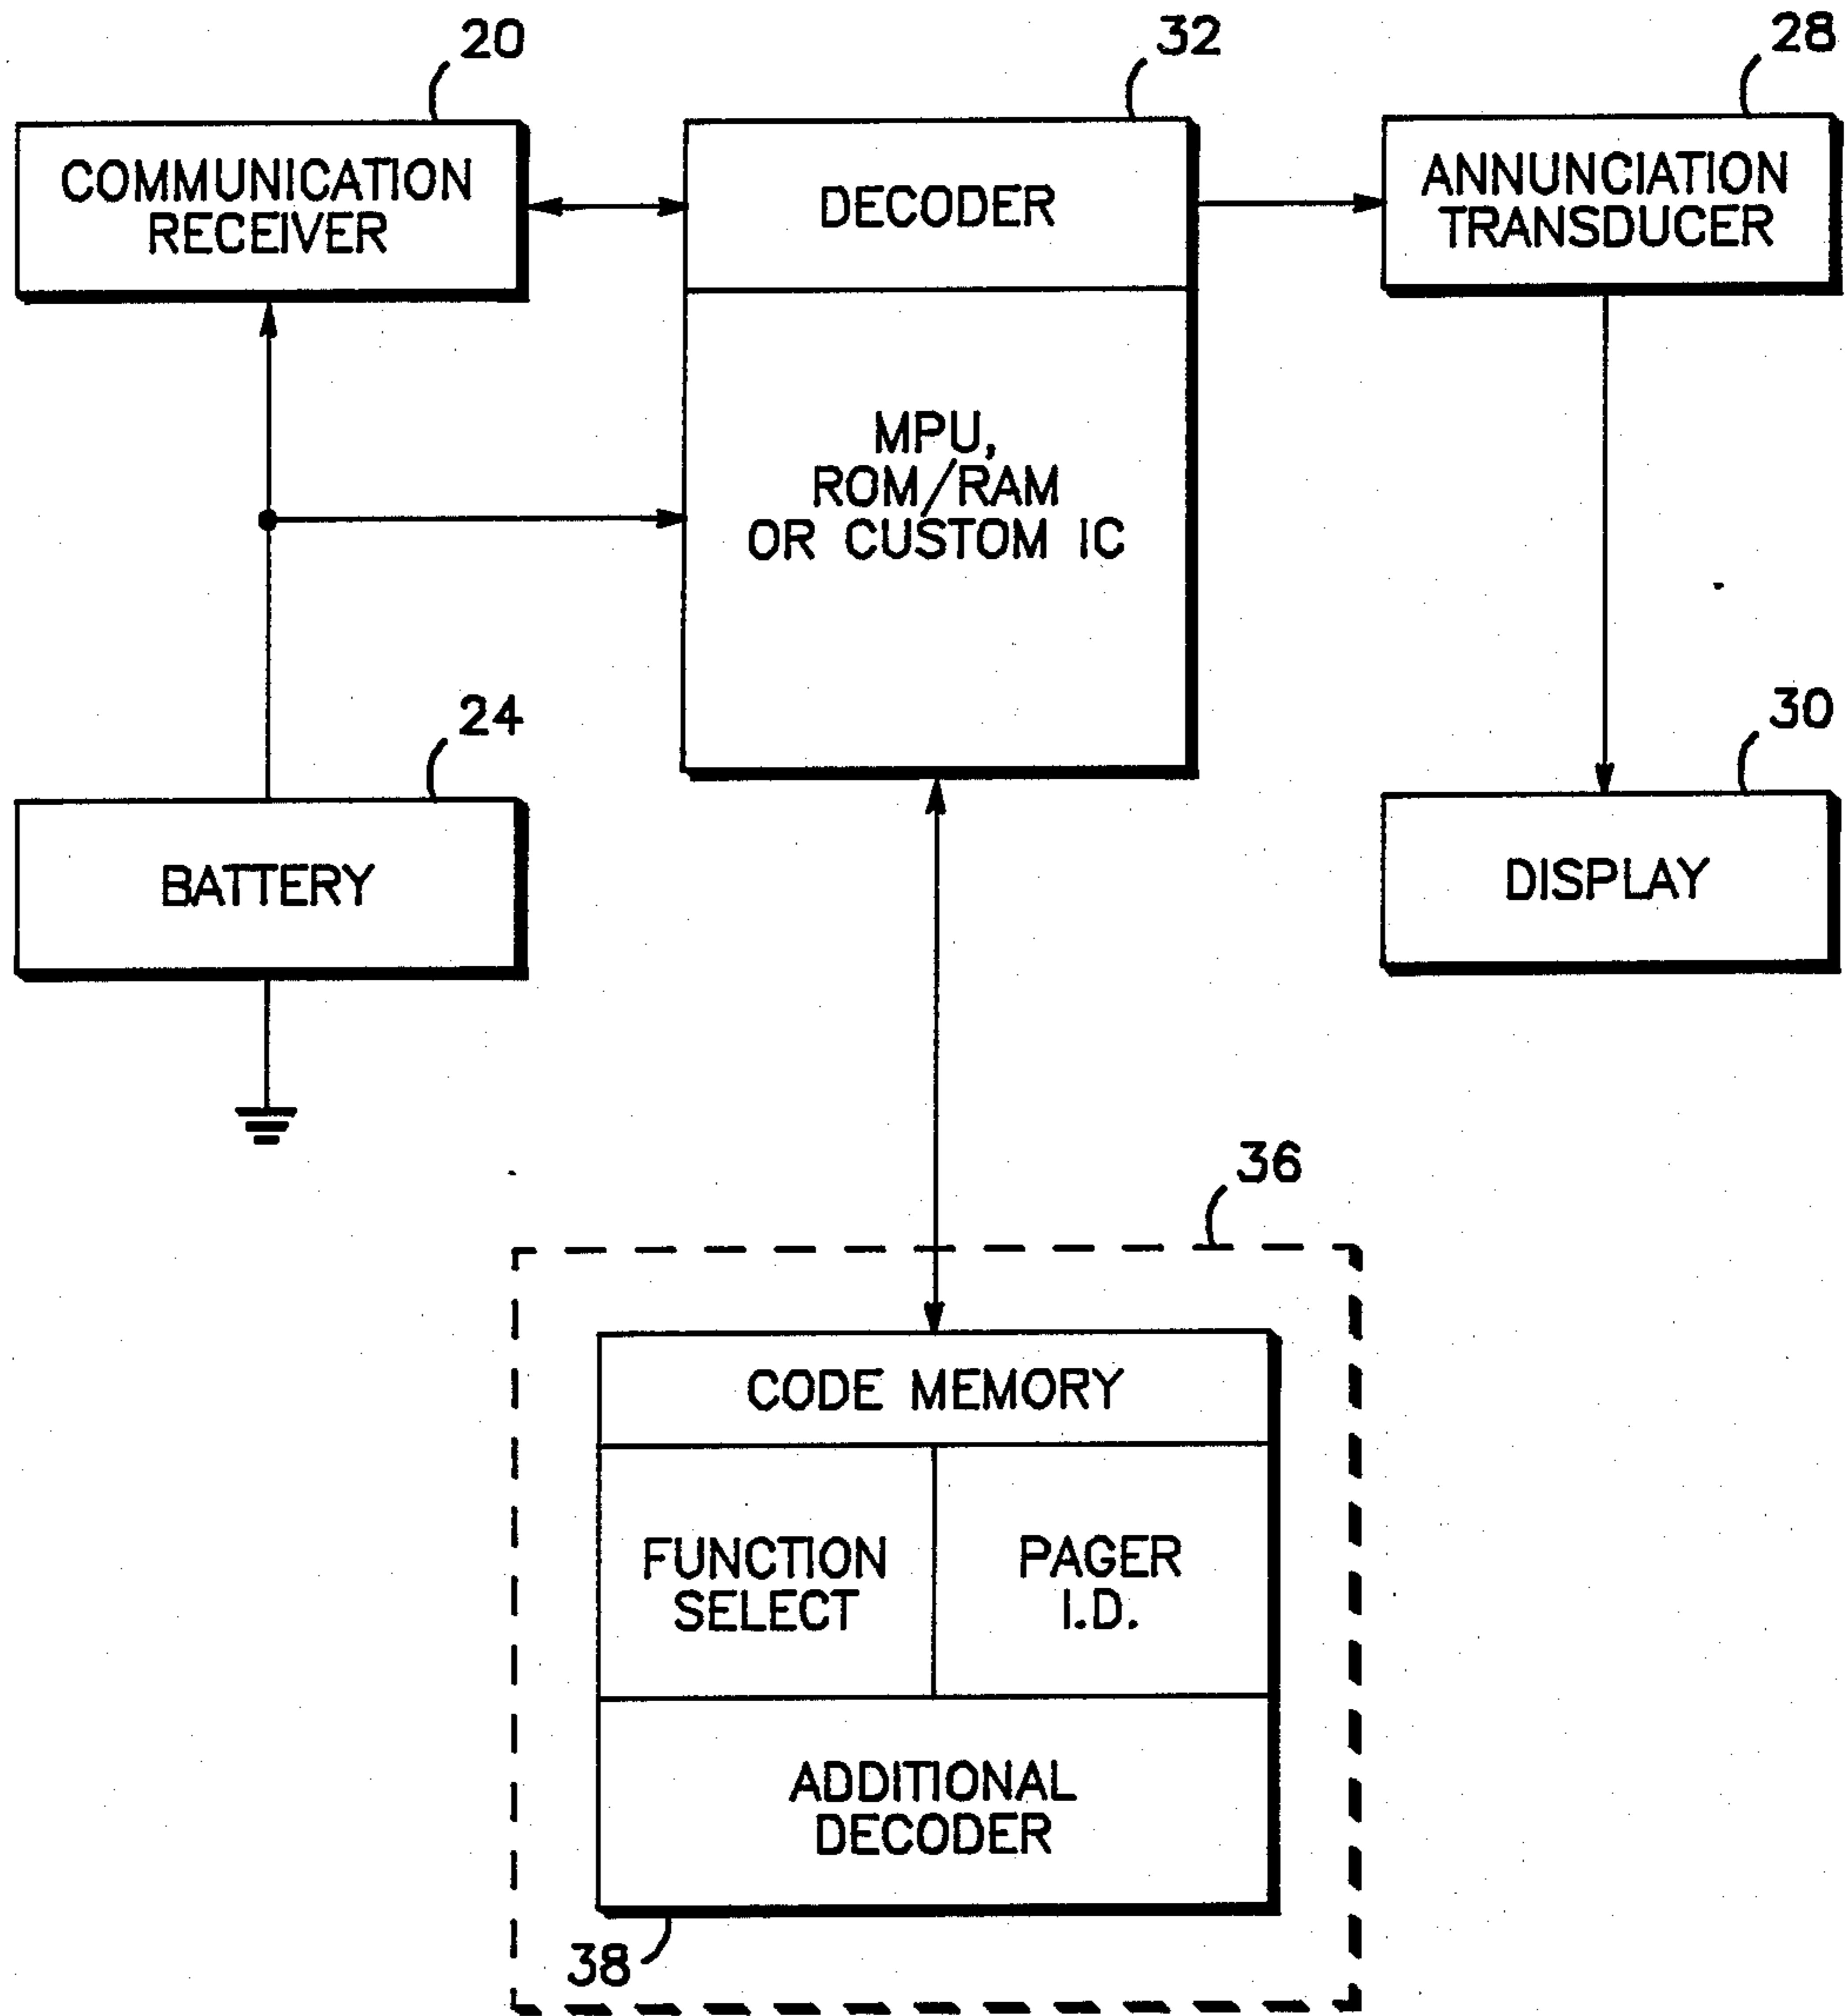 20
32
28
COMMUNICATION
RECEIVER
DECODER
ANNUNCIATION
TRANSDUCER
MPU,
ROM/RAM
OR CUSTOM IC
24
30
BATTERY
DISPLAY
36
CODE MEMORY
FUNCTION
SELECT
PAGER
I.D.
ADDITIONAL
DECODER
38